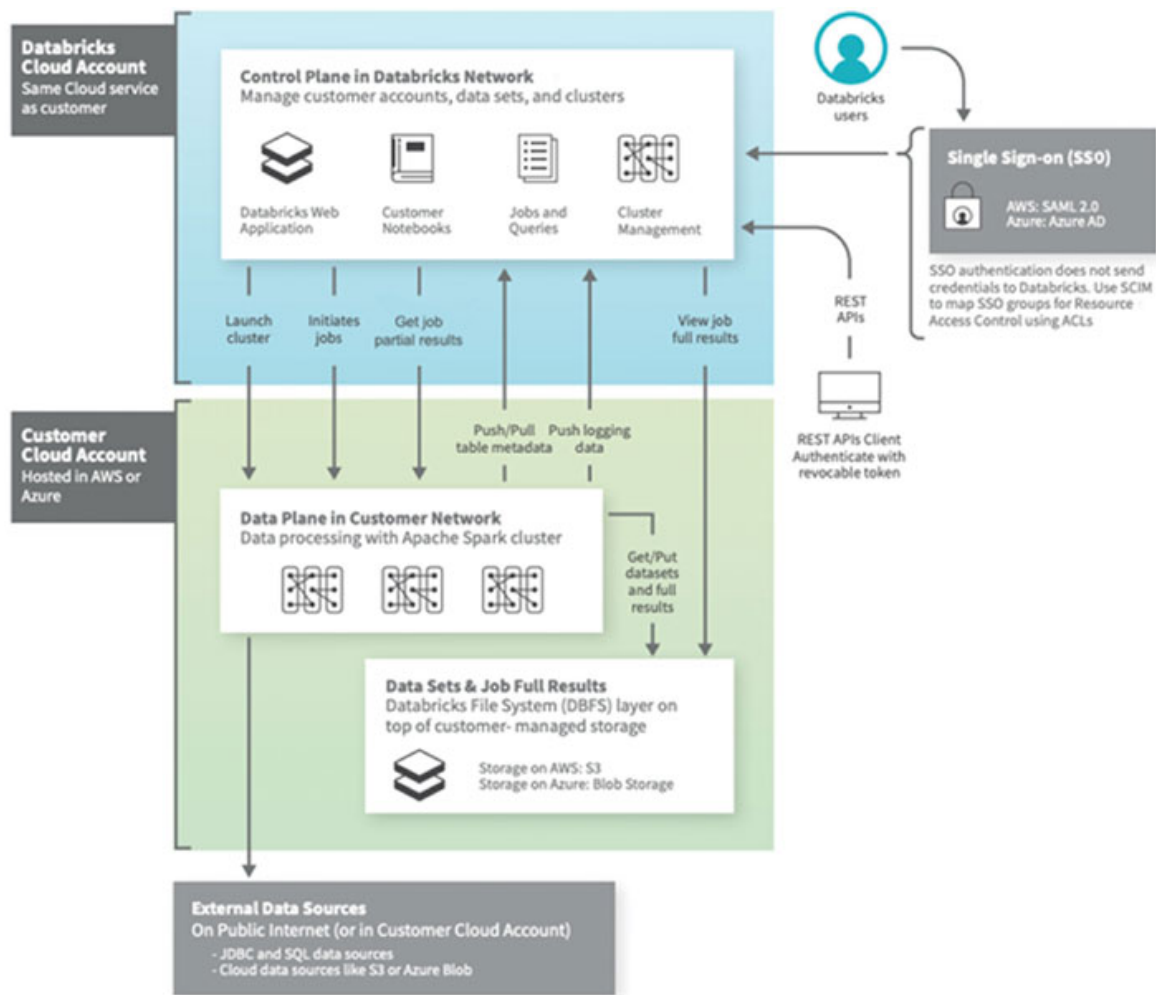 Databricks
Cloud Account
Same Cloud service
as customer
Control Plane in Databricks Network
Manage customer accounts, data sets, and clusters
Databricks Web
Application
Customer
Notebooks
Jobs and
Queries
Cluster
Management
Databricks
users
Single Sign-on (SSO)
AWS: SAML 2.0
Azure: Azure AD
SSO authentication does not send
credentials to Databricks. Use SCIM
to map SSO groups for Resource
Access Control using ACLs
Launch
cluster
Initiates
jobs
Get job
partial results
View job
full results
REST
APIs
REST APIs Client
Authenticate with
revocable token
Customer
Cloud Account
Hosted in AWS or
Azure
Push/Pull
table metadata
Push logging
data
Data Plane in Customer Network
Data processing with Apache Spark cluster
Get/Put
datasets
and full
results
Data Sets & Job Full Results
Databricks File System (DBFS) layer on
top of customer- managed storage
Storage on AWS: S3
Storage on Azure: Blob Storage
External Data Sources
On Public Internet (or in Customer Cloud Account)
- JDBC and SQL data sources
- Cloud data sources like S3 or Azure Blob